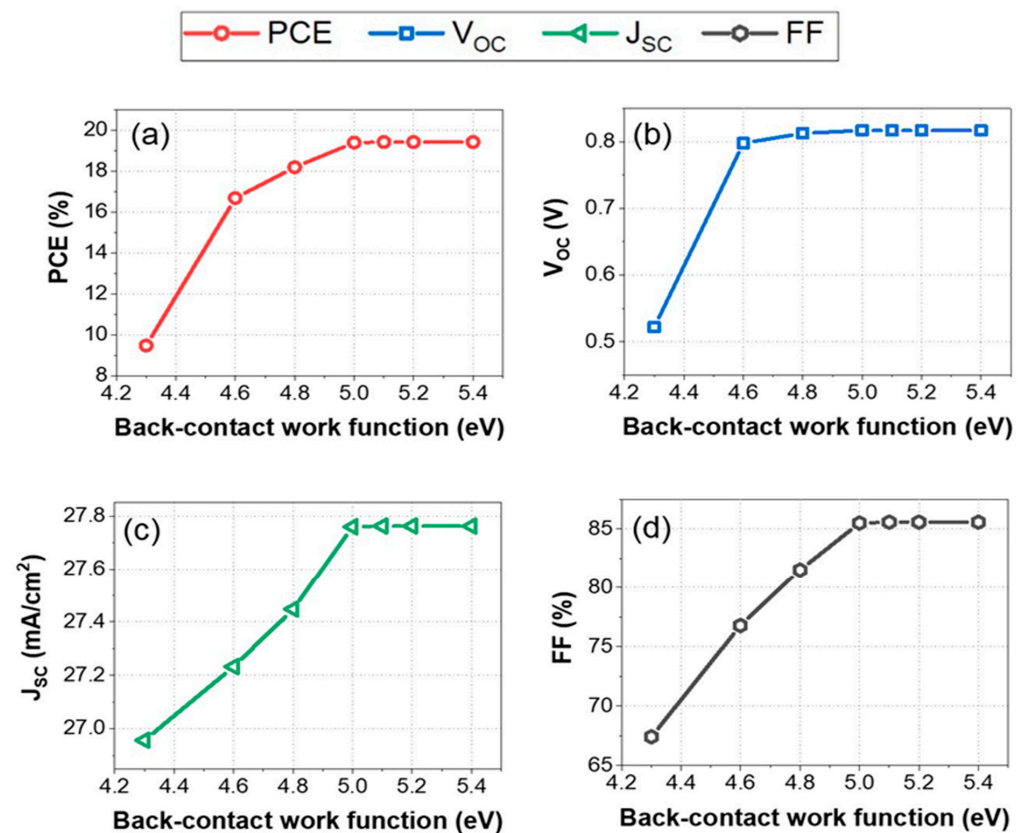 PCE V_OC J_SC FF
(a)
PCE (%)
20
18
16
14
12
10
8
4.2 4.4 4.6 4.8 5.0 5.2 5.4
Back-contact work function (eV)
(b)
V_OC (V)
0.8
0.7
0.6
0.5
4.2 4.4 4.6 4.8 5.0 5.2 5.4
Back-contact work function (eV)
(c)
J_SC (mA/cm²)
27.8
27.6
27.4
27.2
27.0
4.2 4.4 4.6 4.8 5.0 5.2 5.4
Back-contact work function (eV)
(d)
FF (%)
85
80
75
70
65
4.2 4.4 4.6 4.8 5.0 5.2 5.4
Back-contact work function (eV)